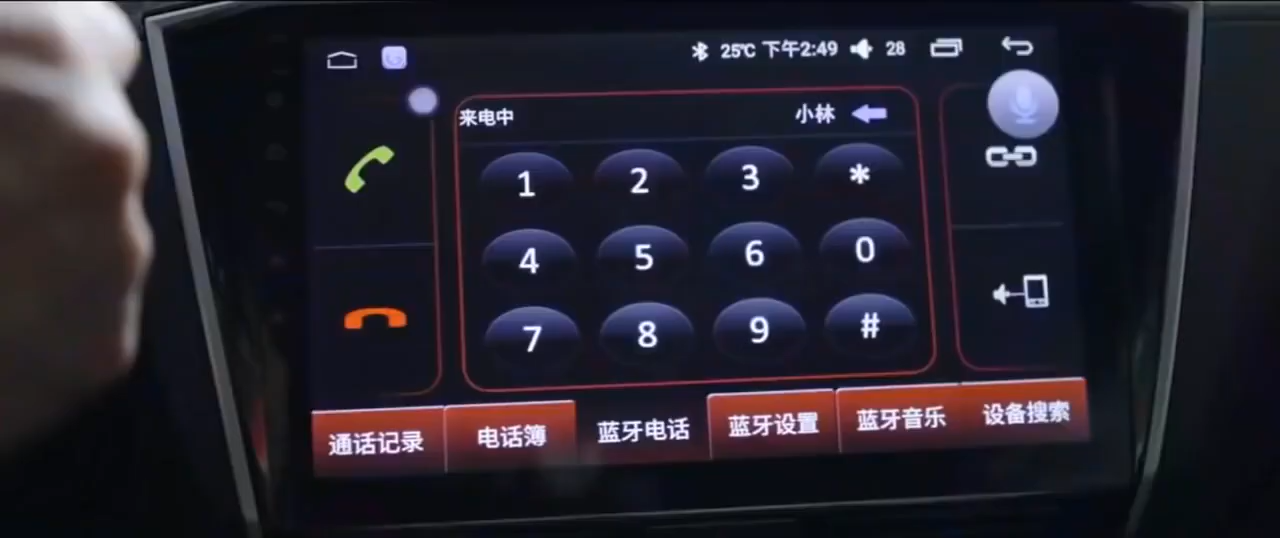 25℃ 下午2:49 28
来电中 小林
1 2 3 *
4 5 6 0
7 8 9 #
通话记录 电话簿 蓝牙电话 蓝牙设置 蓝牙音乐 设备搜索